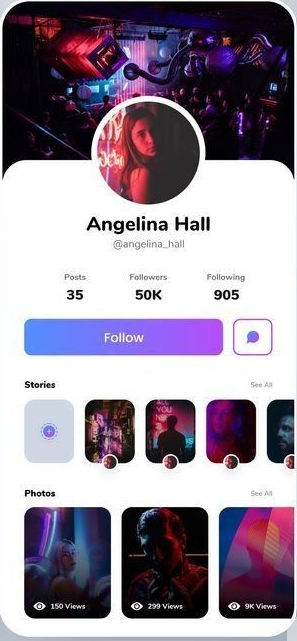 Angelina Hall
@angelina_hall
Posts Followers Following
35 50K 905
Follow
Stories See All
Photos See All
150 Views 299 Views 9K Views